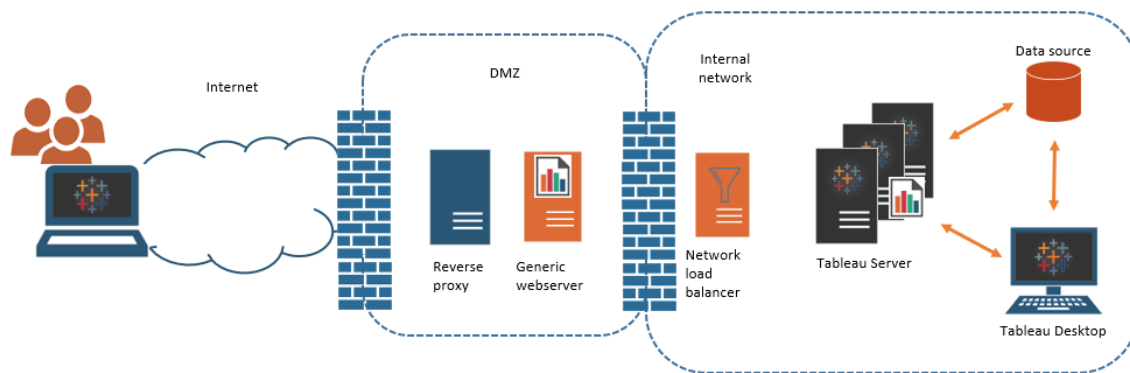 Internet
DMZ
Reverse
proxy
Generic
webserver
Internal
network
Network
load
balancer
Tableau Server
Data source
Tableau Desktop